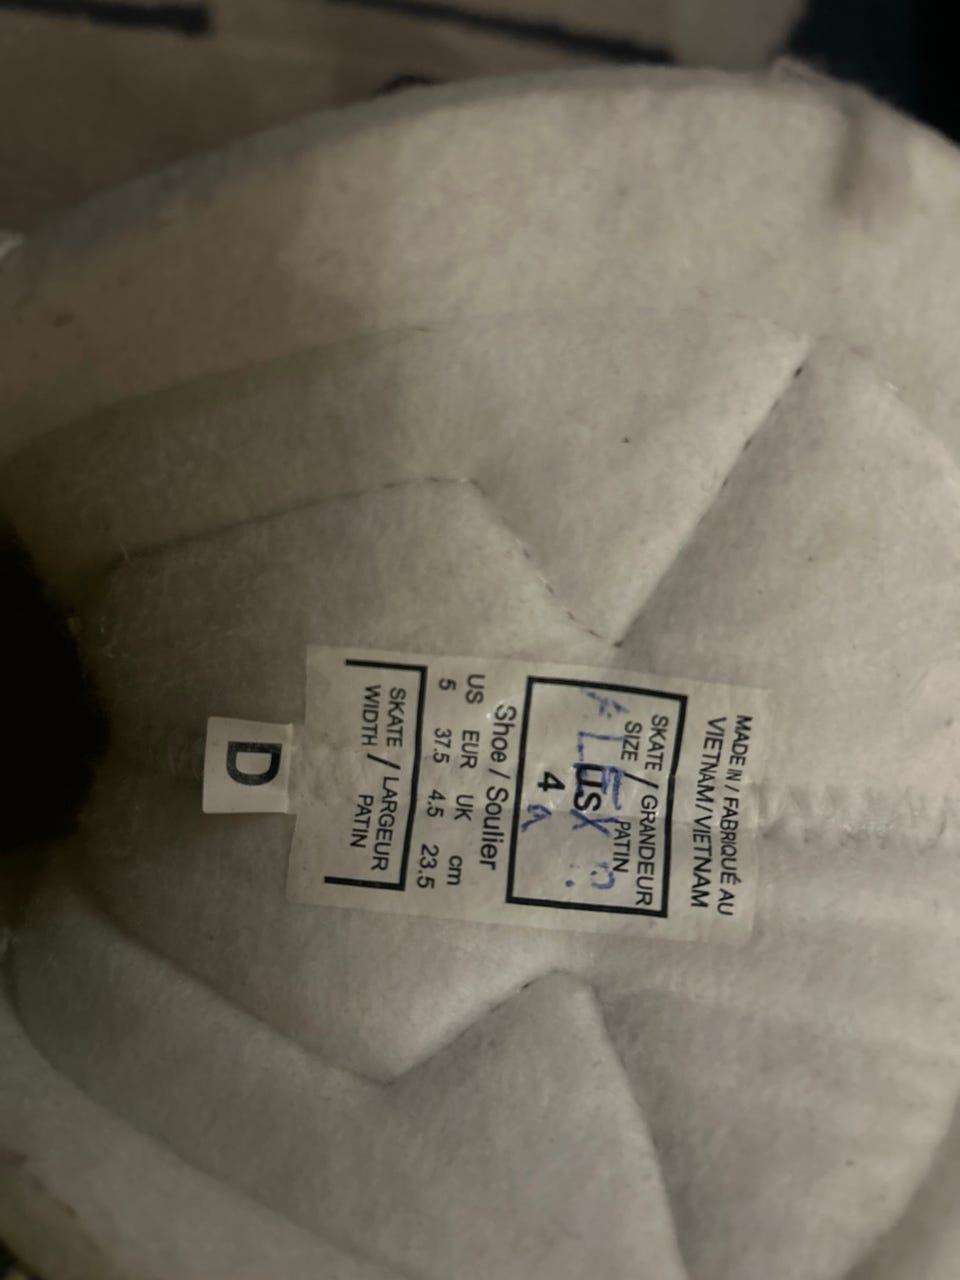 MADE IN / FABRIQUÉ AU
VIETNAM / VIETNAM
SKATE / GRANDEUR
SIZE PATIN
US
4
Shoe / Soulier
US EUR UK cm
5 37.5 4.5 23.5
SKATE / LARGEUR
WIDTH PATIN
D